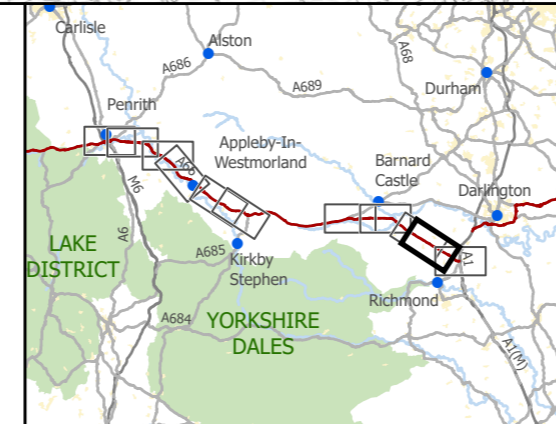 Carlisle
Alston
A686
A689
A68
Durham
Penrith
Appleby-In-
Westmorland
A66
Barnard
Castle
Darlington
M6
A6
LAKE
DISTRICT
A685
Kirkby
Stephen
A1
Richmond
A684
YORKSHIRE
DALES
A1(M)